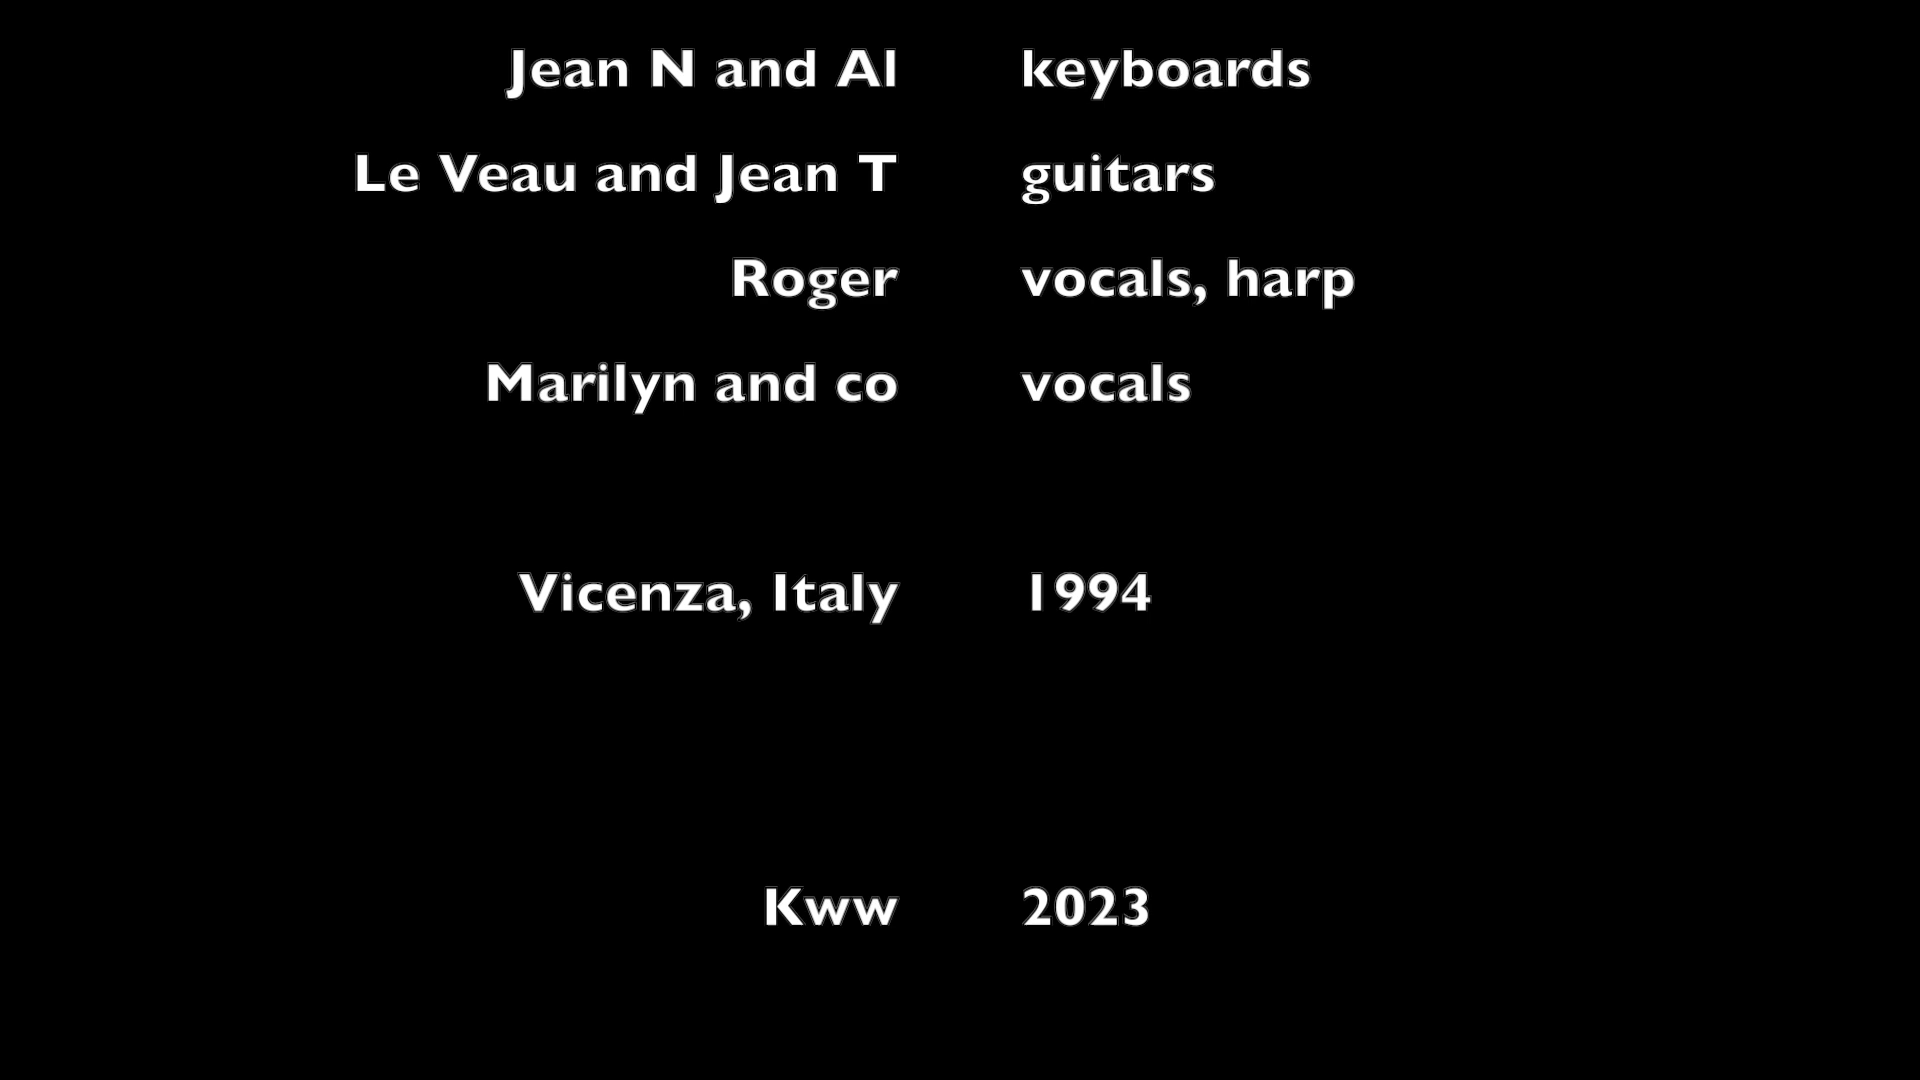 Jean N and Al keyboards
Le Veau and Jean T guitars
Roger vocals, harp
Marilyn and co vocals
Vicenza, Italy 1994
Kww 2023